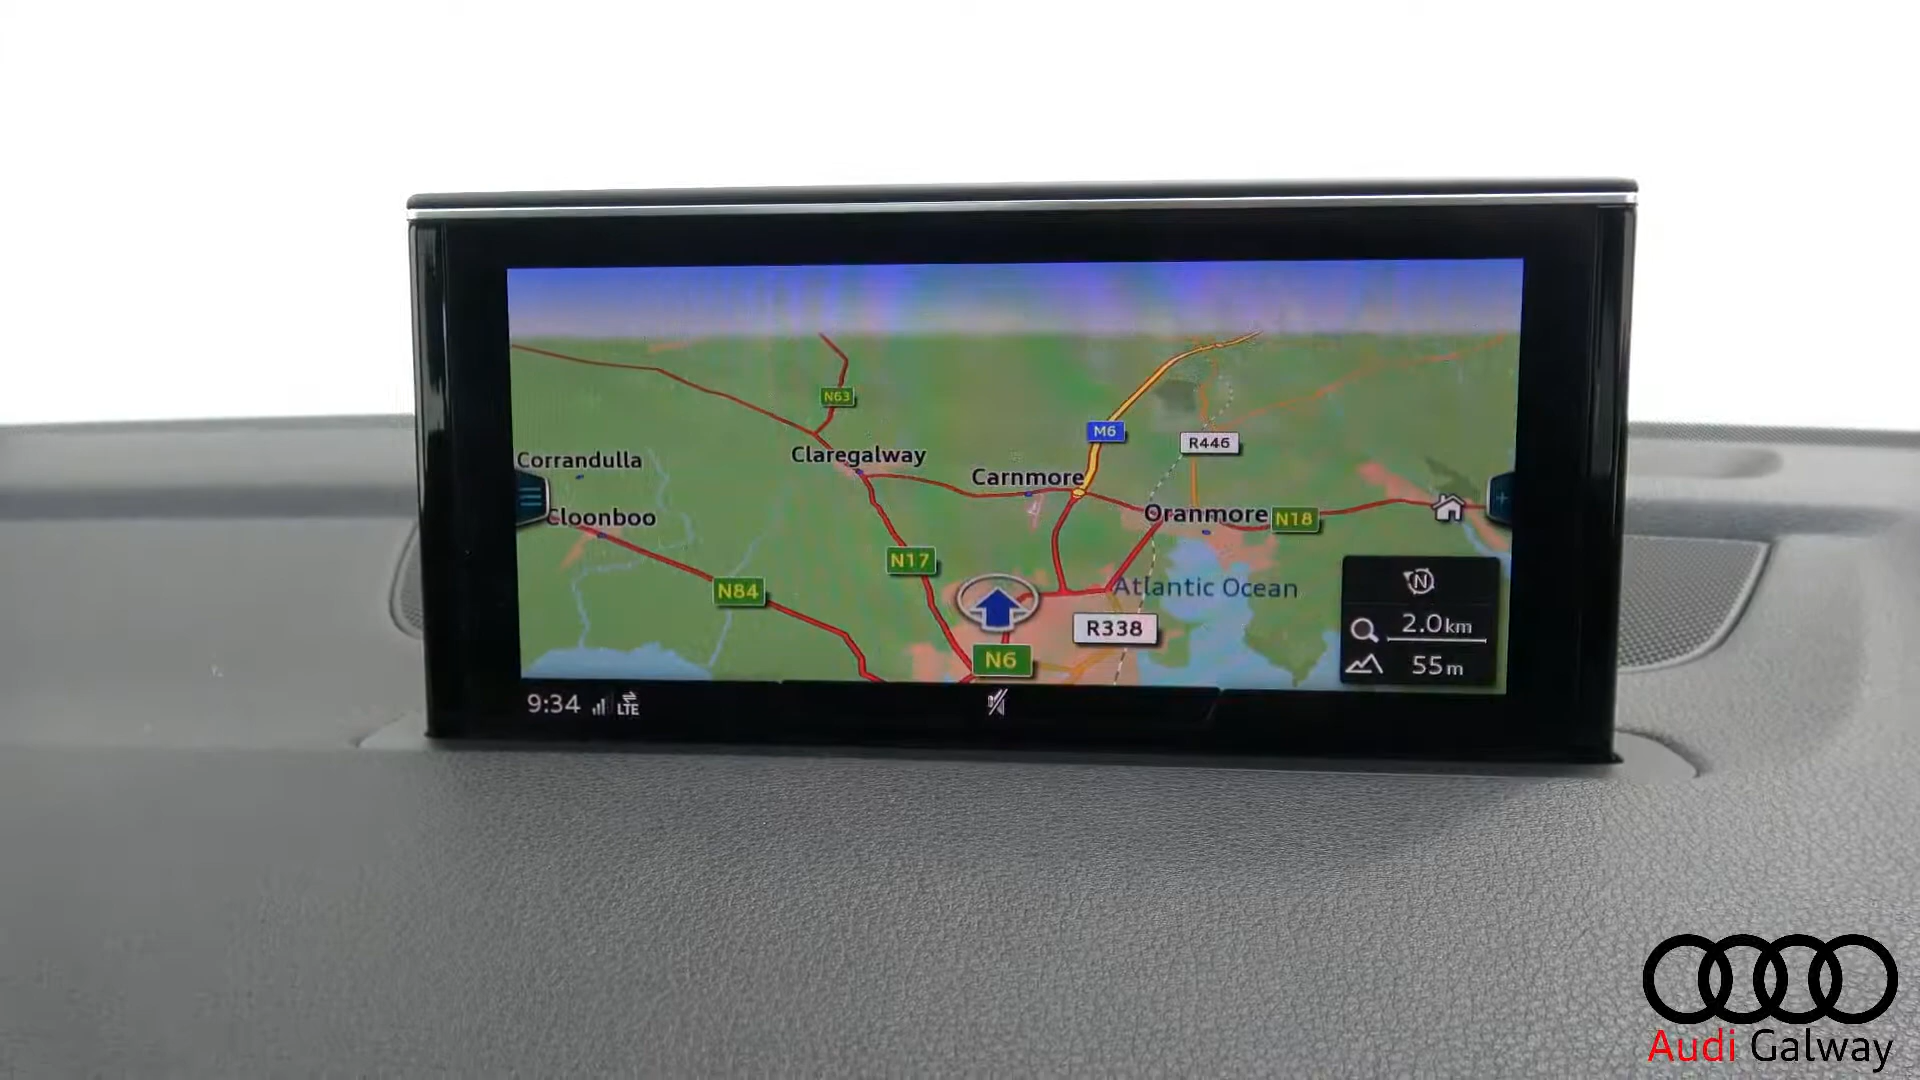 N63
M6
R446
Claregalway
Corrandulla
Carnmore
Cloonboo
Oranmore
N18
N17
N84
Atlantic Ocean
R338
N6
N
2.0km
55m
9:34
LTE
Audi Galway